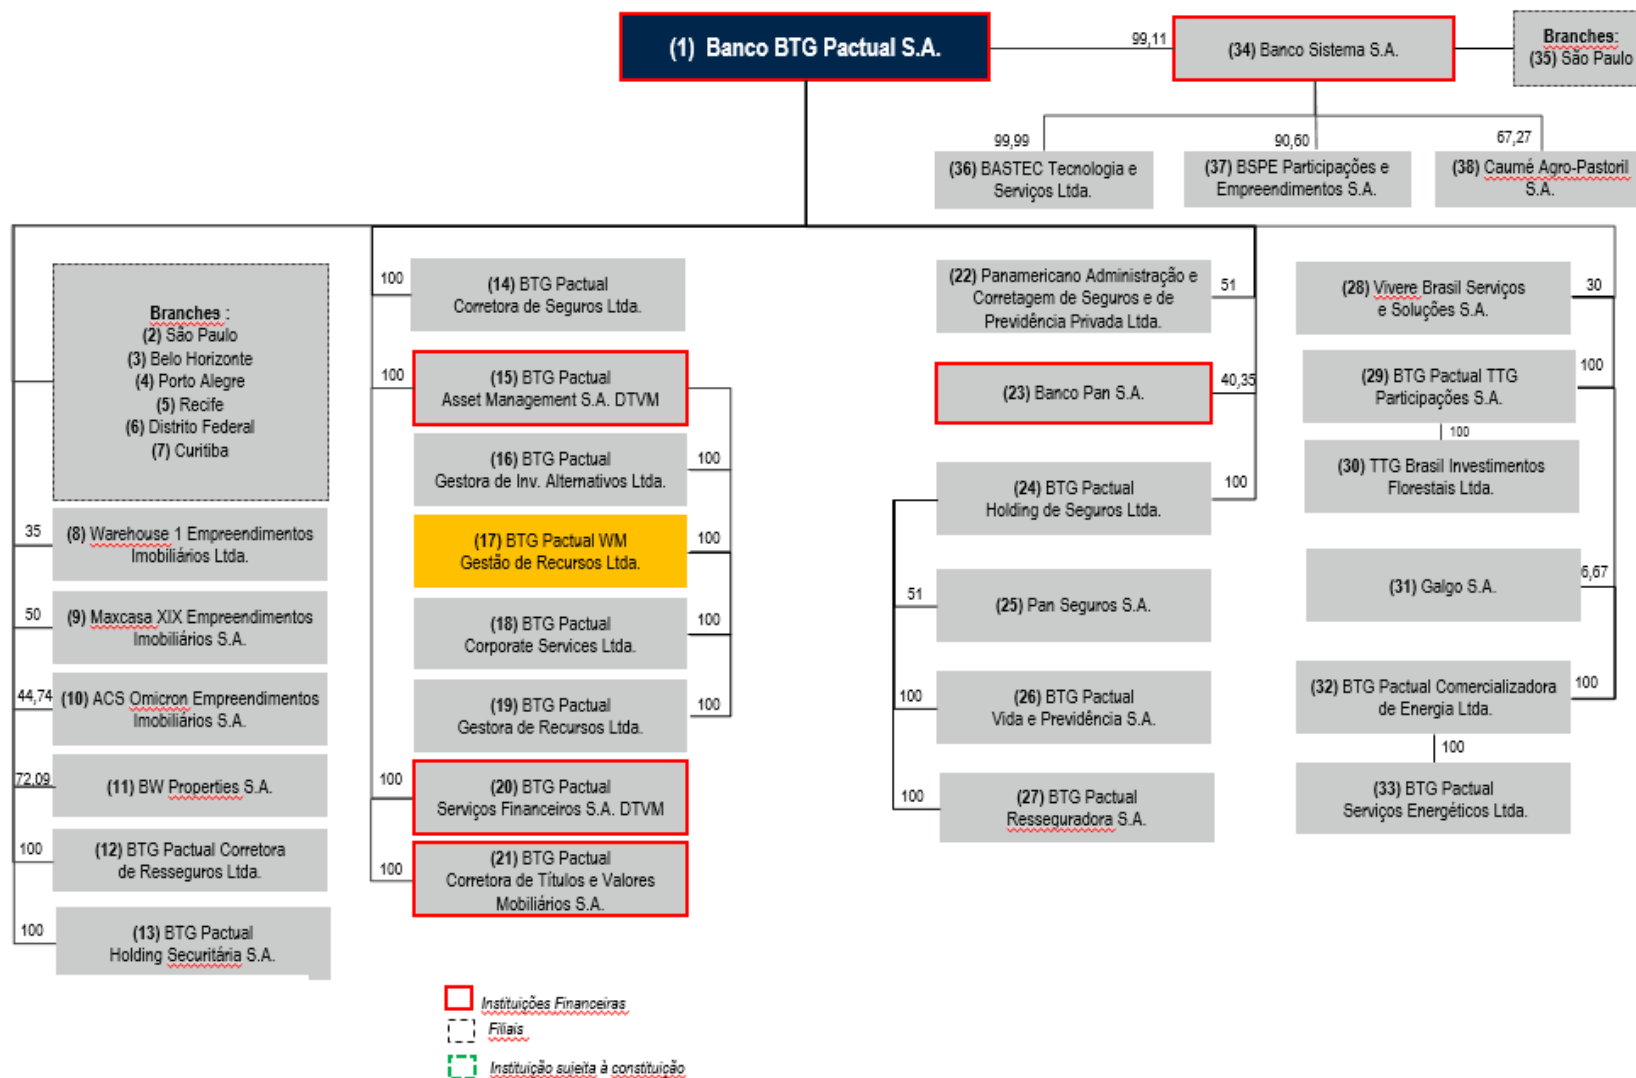 (1) Banco BTG Pactual S.A.
99,11
(34) Banco Sistema S.A.
Branches:
(35) São Paulo
99,99
90,60
67,27
(36) BASTEC Tecnologia e
Serviços Ltda.
(37) BSPE Participações e
Empreendimentos S.A.
(38) Caumé Agro-Pastoril
S.A.
Branches :
(2) São Paulo
(3) Belo Horizonte
(4) Porto Alegre
(5) Recife
(6) Distrito Federal
(7) Curitiba
35
(8) Warehouse 1 Empreendimentos
Imobiliários Ltda.
50
(9) Maxcasa XIX Empreendimentos
Imobiliários S.A.
44,74
(10) ACS Omicron Empreendimentos
Imobiliários S.A.
72,09
(11) BW Properties S.A.
100
(12) BTG Pactual Corretora
de Resseguros Ltda.
100
(13) BTG Pactual
Holding Securitária S.A.
100
(14) BTG Pactual
Corretora de Seguros Ltda.
100
(15) BTG Pactual
Asset Management S.A. DTVM
(16) BTG Pactual
Gestora de Inv. Alternativos Ltda.
100
(17) BTG Pactual WM
Gestão de Recursos Ltda.
100
(18) BTG Pactual
Corporate Services Ltda.
100
(19) BTG Pactual
Gestora de Recursos Ltda.
100
100
(20) BTG Pactual
Serviços Financeiros S.A. DTVM
100
(21) BTG Pactual
Corretora de Títulos e Valores
Mobiliários S.A.
(22) Panamericano Administração e
Corretagem de Seguros e de
Previdência Privada Ltda.
51
(23) Banco Pan S.A.
40,35
(24) BTG Pactual
Holding de Seguros Ltda.
100
51
(25) Pan Seguros S.A.
100
(26) BTG Pactual
Vida e Previdência S.A.
100
(27) BTG Pactual
Resseguradora S.A.
(28) Vivere Brasil Serviços
e Soluções S.A.
30
(29) BTG Pactual TTG
Participações S.A.
100
100
(30) TTG Brasil Investimentos
Florestais Ltda.
(31) Galgo S.A.
6,67
(32) BTG Pactual Comercializadora
de Energia Ltda.
100
100
(33) BTG Pactual
Serviços Energéticos Ltda.
Instituições Financeiras
Filiais
Instituição sujeita à constituição